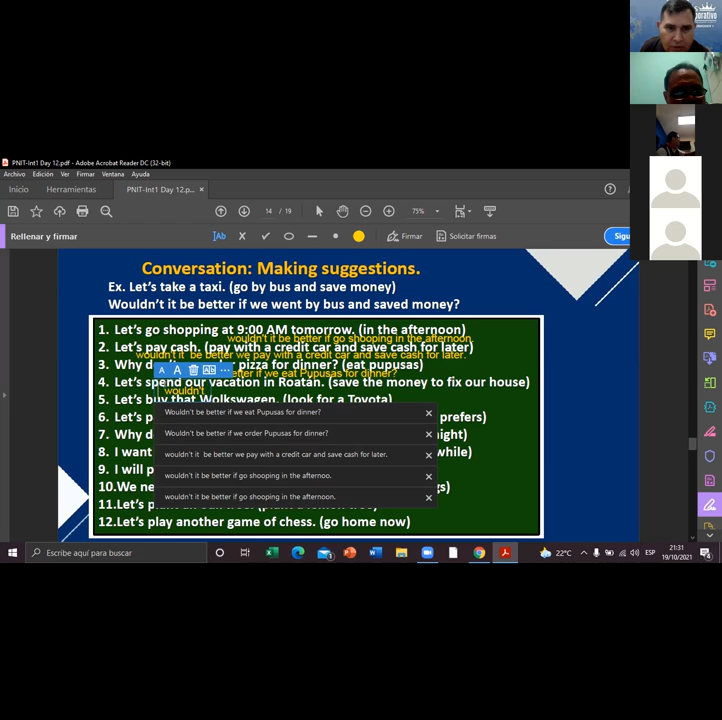 PNIT-Int1 Day 12.pdf - Adobe Acrobat Reader DC (32-bit)
Archivo Edición Ver Firmar Ventana Ayuda
Inicio Herramientas PNIT-Int1 Day 12.p... ×
14 / 19 75%
Rellenar y firmar Ab Firmar Solicitar firmas Sigu
Conversation: Making suggestions.
Ex. Let's take a taxi. (go by bus and save money)
Wouldn't it be better if we went by bus and saved money?
1. Let's go shopping at 9:00 AM tomorrow. (in the afternoon)
wouldn't it be better if go shooping in the afternoon.
2. Let's pay cash. (pay with a credit car and save cash for later)
wouldn't it be better we pay with a credit car and save cash for later.
3. Why d pizza for dinner? (eat pupusas)
etter if we eat Pupusas for dinner?
4. Let's spend our vacation in Roatán. (save the money to fix our house)
wouldn't
5. Let's buy that Wolkswagen. (look for a Toyota)
6. Let's p prefers)
7. Why d night)
8. I want while)
9. I will p
10.We ne gs)
11.Let's
12.Let's play another game of chess. (go home now)
Wouldn't be better if we eat Pupusas for dinner?
Wouldn't be better if we order Pupusas for dinner?
wouldn't it be better we pay with a credit car and save cash for later.
wouldn't it be better if go shooping in the afternoo.
wouldn't it be better if go shooping in the afternoon.
Escribe aquí para buscar
22°C ESP 21:31
19/10/2021